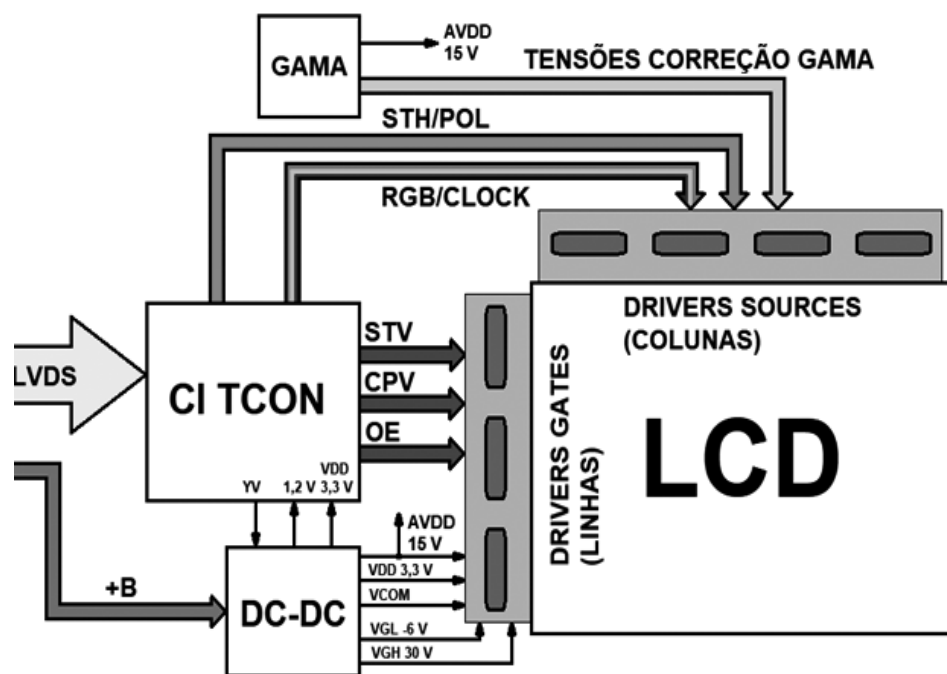 AVDD
15 V
GAMA
TENSÕES CORREÇÃO GAMA
STH/POL
RGB/CLOCK
DRIVERS SOURCES
(COLUNAS)
LVDS
CI TCON
STV
CPV
OE
YV
1,2 V
VDD
3,3 V
DRIVERS GATES
(LINHAS)
LCD
+B
DC-DC
AVDD
15 V
VDD 3,3 V
VCOM
VGL -6 V
VGH 30 V